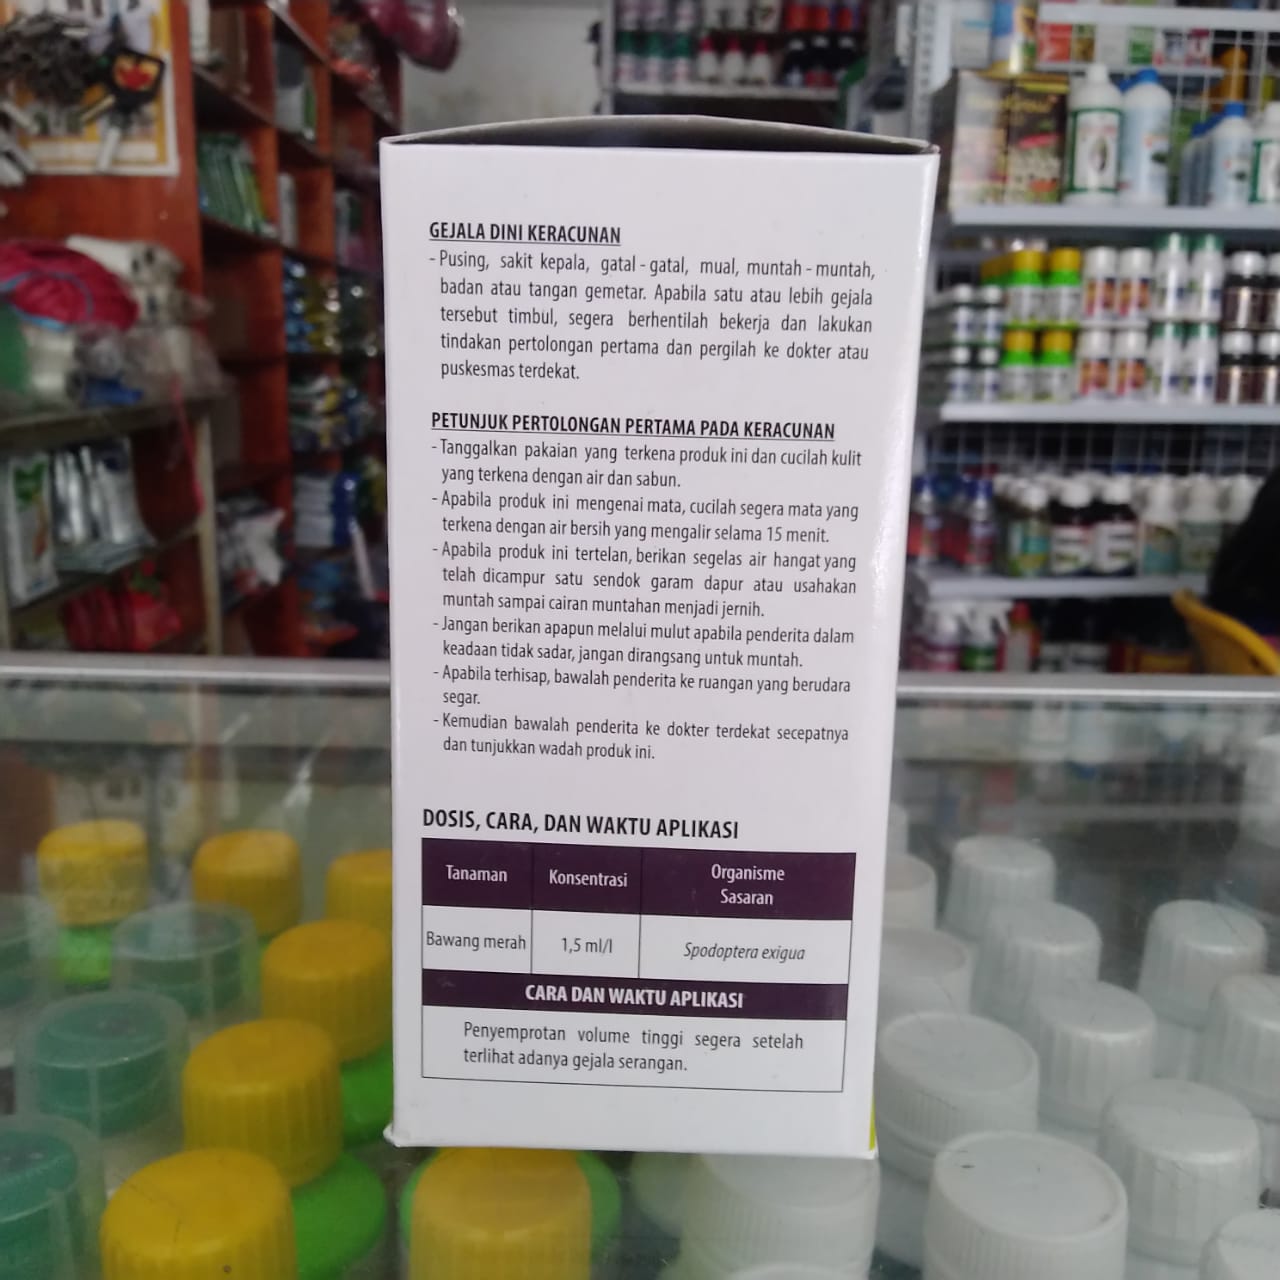 GEJALA DINI KERACUNAN
- Pusing, sakit kepala, gatal - gatal, mual, muntah - muntah,
badan atau tangan gemetar. Apabila satu atau lebih gejala
tersebut timbul, segera berhentilah bekerja dan lakukan
tindakan pertolongan pertama dan pergilah ke dokter atau
puskesmas terdekat.
PETUNJUK PERTOLONGAN PERTAMA PADA KERACUNAN
- Tanggalkan pakaian yang terkena produk ini dan cucilah kulit
yang terkena dengan air dan sabun.
- Apabila produk ini mengenai mata, cucilah segera mata yang
terkena dengan air bersih yang mengalir selama 15 menit.
- Apabila produk ini tertelan, berikan segelas air hangat yang
telah dicampur satu sendok garam dapur atau usahakan
muntah sampai cairan muntahan menjadi jernih.
- Jangan berikan apapun melalui mulut apabila penderita dalam
keadaan tidak sadar, jangan dirangsang untuk muntah.
- Apabila terhisap, bawalah penderita ke ruangan yang berudara
segar.
- Kemudian bawalah penderita ke dokter terdekat secepatnya
dan tunjukkan wadah produk ini.
DOSIS, CARA, DAN WAKTU APLIKASI
Tanaman Konsentrasi Organisme
Sasaran
Bawang merah 1,5 ml/l Spodoptera exigua
CARA DAN WAKTU APLIKASI
Penyemprotan volume tinggi segera setelah
terlihat adanya gejala serangan.